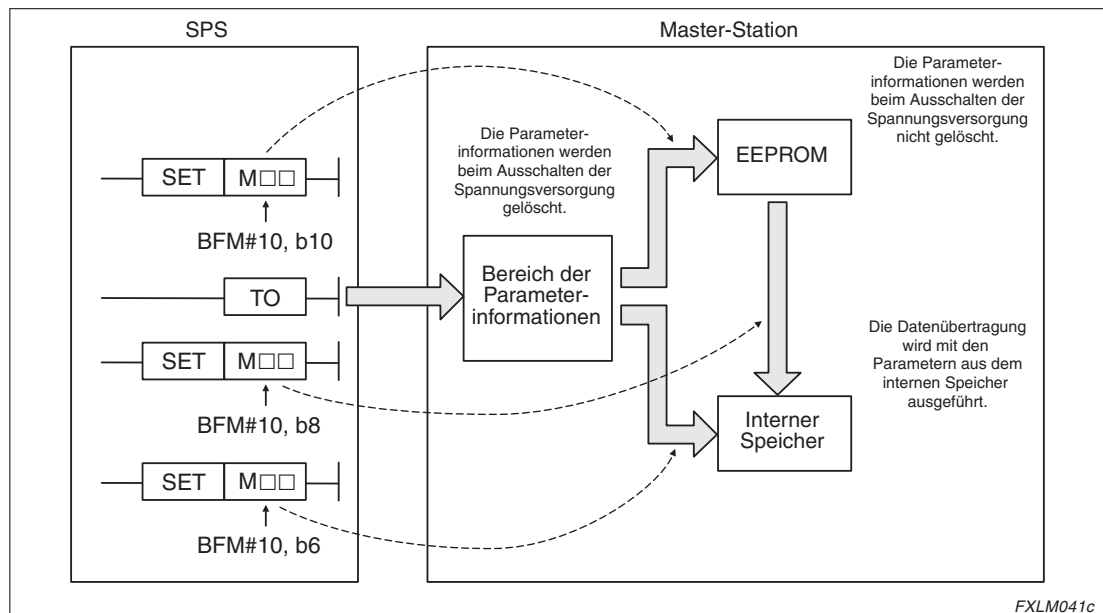 SPS
SET M□□
BFM#10, b10
TO
SET M□□
BFM#10, b8
SET M□□
BFM#10, b6
Master-Station
Die Parameter-
informationen werden
beim Ausschalten der
Spannungsversorgung
gelöscht.
Bereich der
Parameter-
informationen
EEPROM
Interner
Speicher
Die Parameter-
informationen werden
beim Ausschalten der
Spannungsversorgung
nicht gelöscht.
Die Datenübertragung
wird mit den
Parametern aus dem
internen Speicher
ausgeführt.
FXLM041c